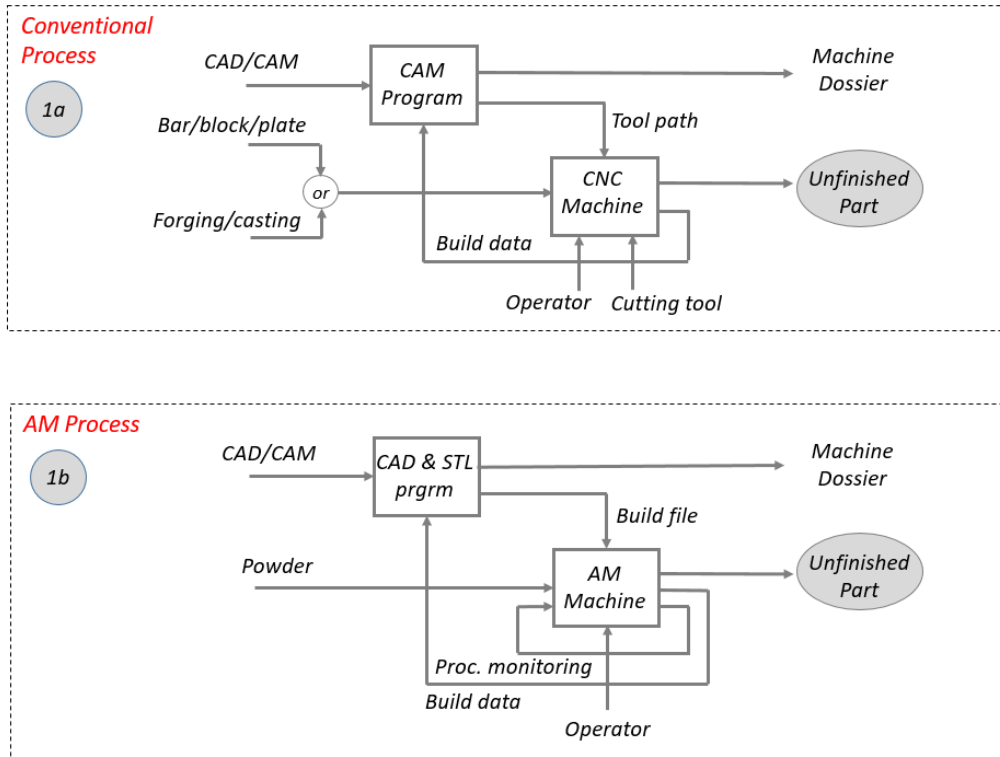 Conventional
Process
1a
CAD/CAM
CAM
Program
Machine
Dossier
Bar/block/plate
Tool path
or
CNC
Machine
Unfinished
Part
Forging/casting
Build data
Operator
Cutting tool
AM Process
1b
CAD/CAM
CAD & STL
prgrm
Machine
Dossier
Build file
Powder
AM
Machine
Unfinished
Part
Proc. monitoring
Build data
Operator